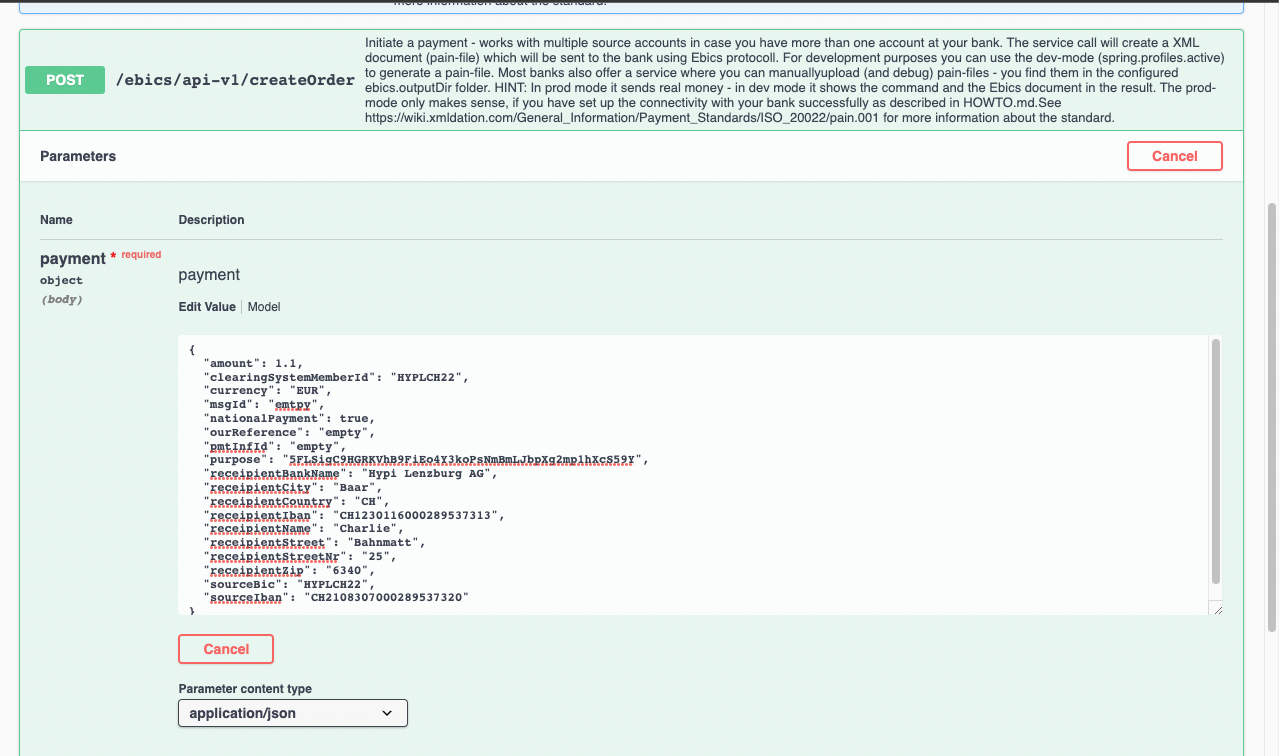 more information about the standard.
POST /ebics/api-v1/createOrder
Initiate a payment - works with multiple source accounts in case you have more than one account at your bank. The service call will create a XML
document (pain-file) which will be sent to the bank using Ebics protocoll. For development purposes you can use the dev-mode (spring.profiles.active)
to generate a pain-file. Most banks also offer a service where you can manuallyupload (and debug) pain-files - you find them in the configured
ebics.outputDir folder. HINT: In prod mode it sends real money - in dev mode it shows the command and the Ebics document in the result. The prod-
mode only makes sense, if you have set up the connectivity with your bank successfully as described in HOWTO.md.See
https://wiki.xmldation.com/General_Information/Payment_Standards/ISO_20022/pain.001 for more information about the standard.
Parameters
Cancel
Name Description
payment * required
object
(body)
payment
Edit Value | Model
{
"amount": 1.1,
"clearingSystemMemberId": "HYPLCH22",
"currency": "EUR",
"msgId": "emtpy",
"nationalPayment": true,
"ourReference": "empty",
"pmtInfId": "empty",
"purpose": "5FLSigC9HGRKVhB9FiEo4Y3koPsNmBmLJbpXg2mp1hXcS59Y",
"receipientBankName": "Hypi Lenzburg AG",
"receipientCity": "Baar",
"receipientCountry": "CH",
"receipientIban": "CH1230116000289537313",
"receipientName": "Charlie",
"receipientStreet": "Bahnmatt",
"receipientStreetNr": "25",
"receipientZip": "6340",
"sourceBic": "HYPLCH22",
"sourceIban": "CH2108307000289537320"
}
Cancel
Parameter content type
application/json